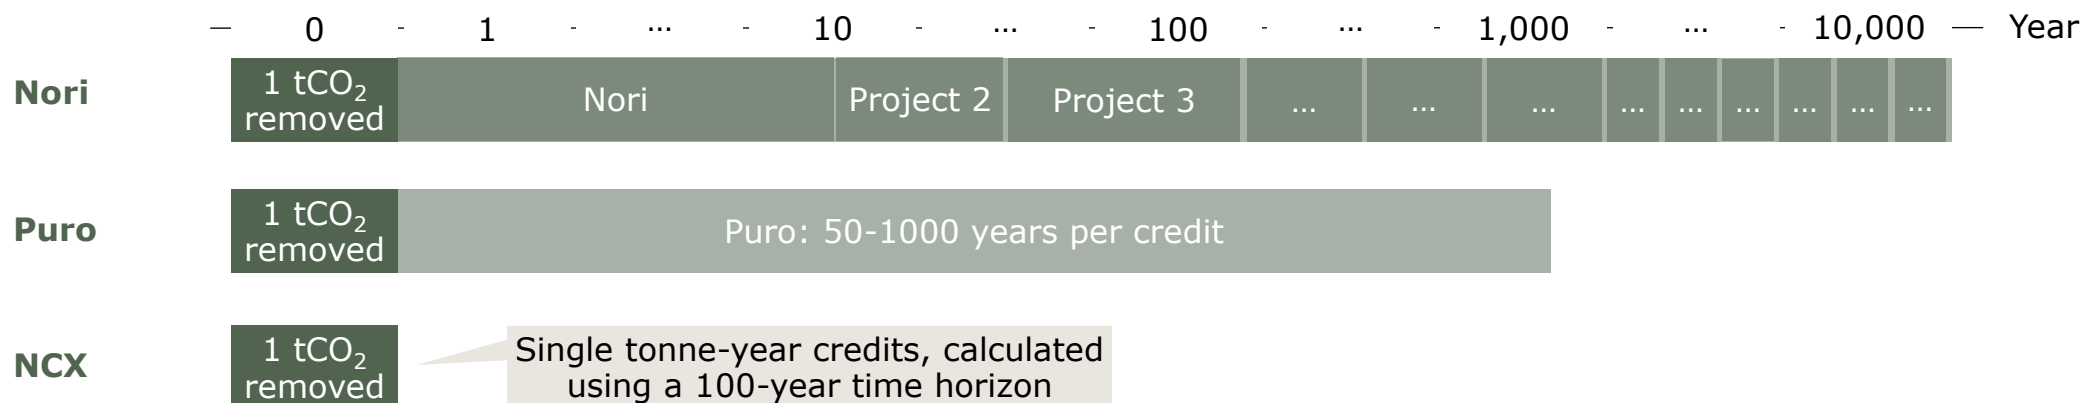 0 - 1 - ... - 10 - ... - 100 - ... - 1,000 - ... - 10,000 — Year
Nori
1 tCO₂
removed
Nori
Project 2
Project 3
...
...
...
...
...
...
...
...
...
Puro
1 tCO₂
removed
Puro: 50-1000 years per credit
NCX
1 tCO₂
removed
Single tonne-year credits, calculated
using a 100-year time horizon